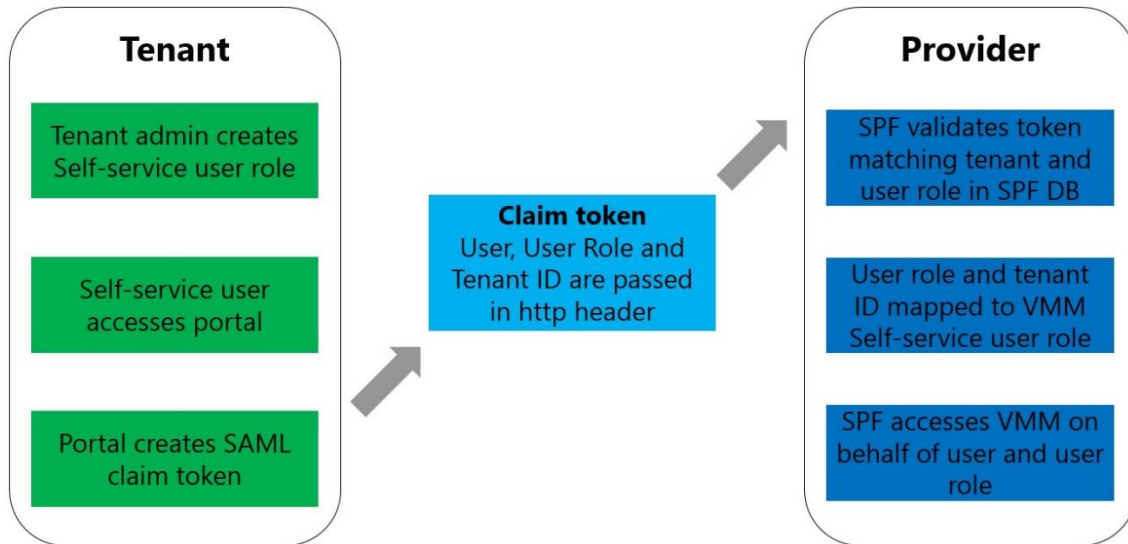 Tenant
Tenant admin creates
Self-service user role
Self-service user
accesses portal
Portal creates SAML
claim token
Claim token
User, User Role and
Tenant ID are passed
in http header
Provider
SPF validates token
matching tenant and
user role in SPF DB
User role and tenant
ID mapped to VMM
Self-service user role
SPF accesses VMM on
behalf of user and user
role